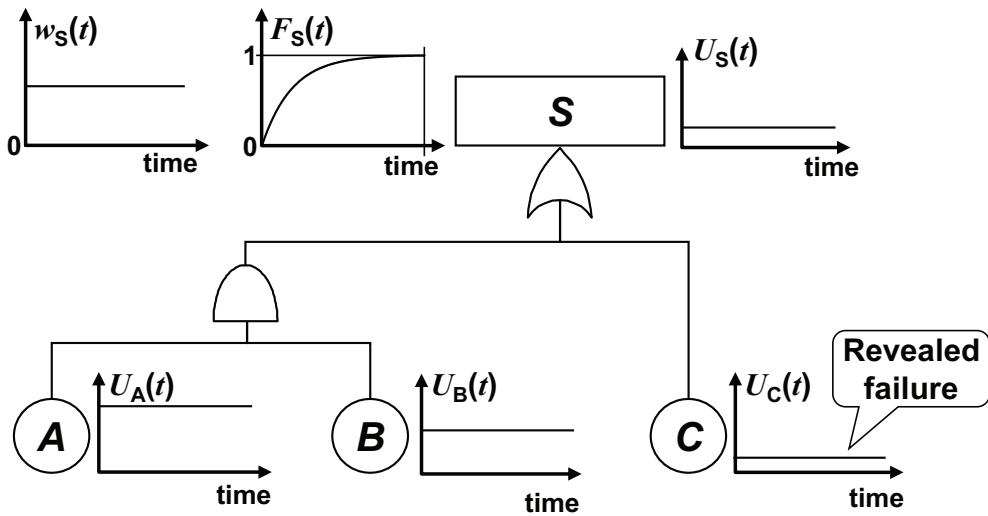 wS(t)
0
time
FS(t)
1
0
time
S
US(t)
time
A
UA(t)
time
B
UB(t)
time
C
UC(t)
time
Revealed
failure